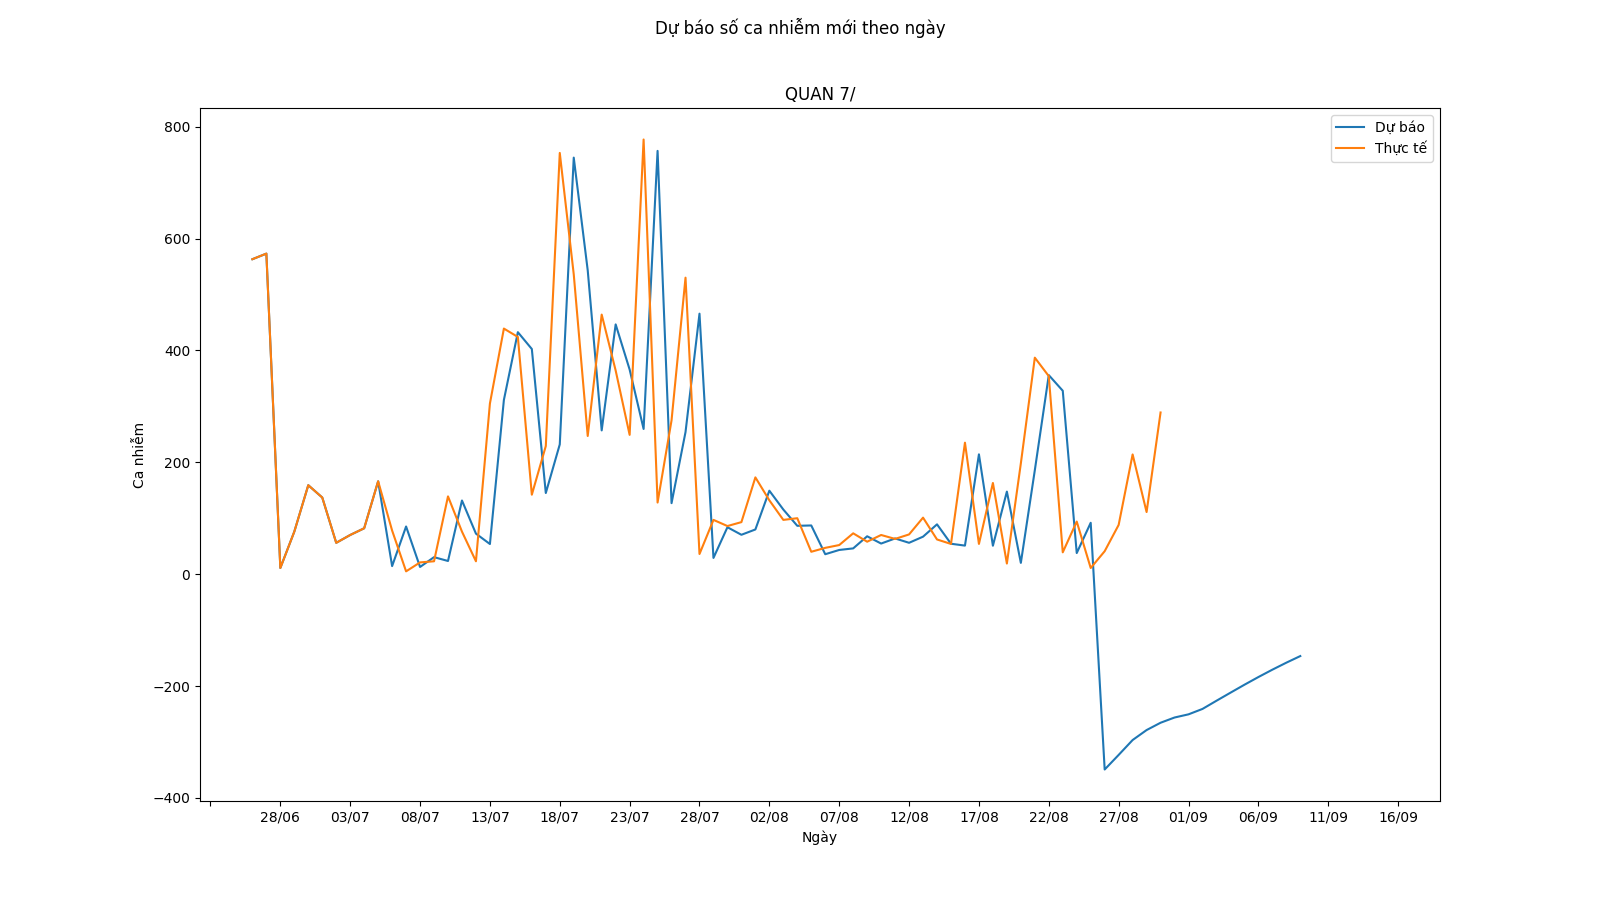 Dự báo số ca nhiễm mới theo ngày
QUAN 7/
Dự báo
Thực tế
800
600
400
200
0
−200
−400
Ca nhiễm
28/06 03/07 08/07 13/07 18/07 23/07 28/07 02/08 07/08 12/08 17/08 22/08 27/08 01/09 06/09 11/09 16/09
Ngày